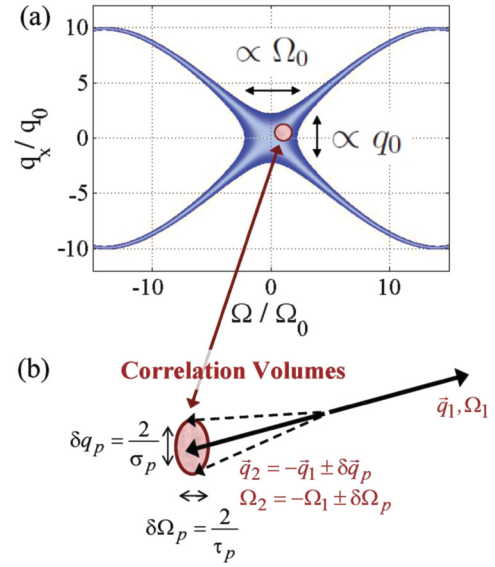 (a)
10
5
0
-5
-10
q_x / q_0
∝ Ω_0
∝ q_0
-10 0 10
Ω / Ω_0
(b)
Correlation Volumes
q⃗_1, Ω_1
δq_p = 2/σ_p
q⃗_2 = -q⃗_1 ± δq⃗_p
Ω_2 = -Ω_1 ± δΩ_p
δΩ_p = 2/τ_p